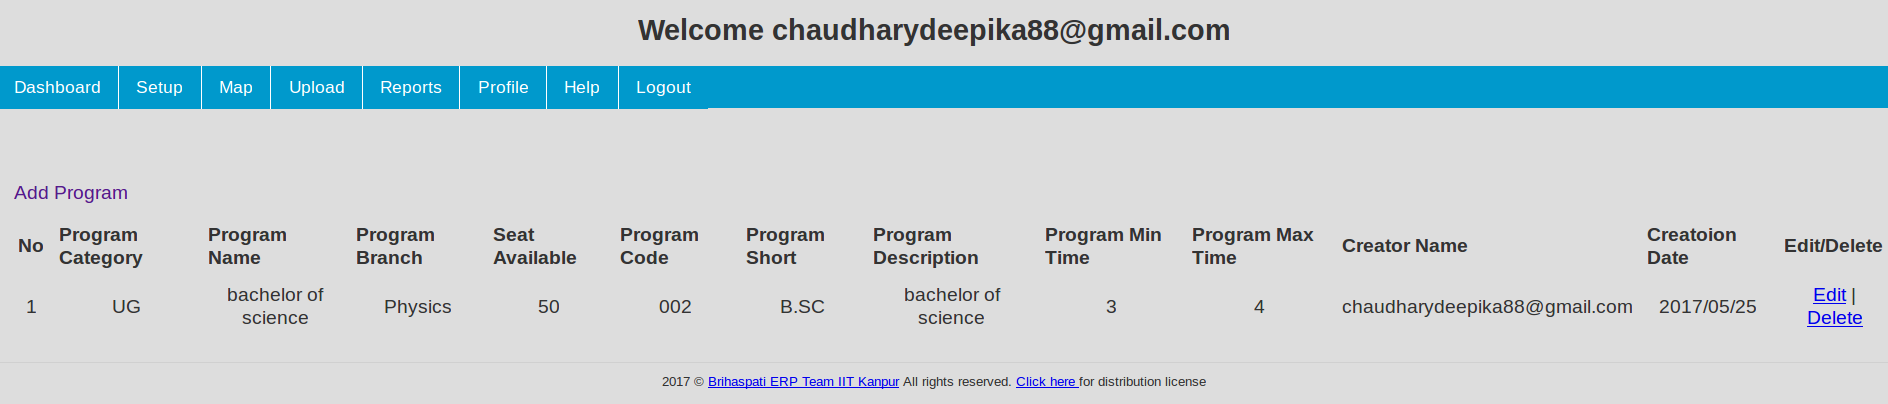 Welcome chaudharydeepika88@gmail.com
Dashboard Setup Map Upload Reports Profile Help Logout
Add Program
No Program Category Program Name Program Branch Seat Available Program Code Program Short Program Description Program Min Time Program Max Time Creator Name Creatoion Date Edit/Delete
1 UG bachelor of science Physics 50 002 B.SC bachelor of science 3 4 chaudharydeepika88@gmail.com 2017/05/25 Edit | Delete
2017 © Brihaspati ERP Team IIT Kanpur All rights reserved. Click here for distribution license